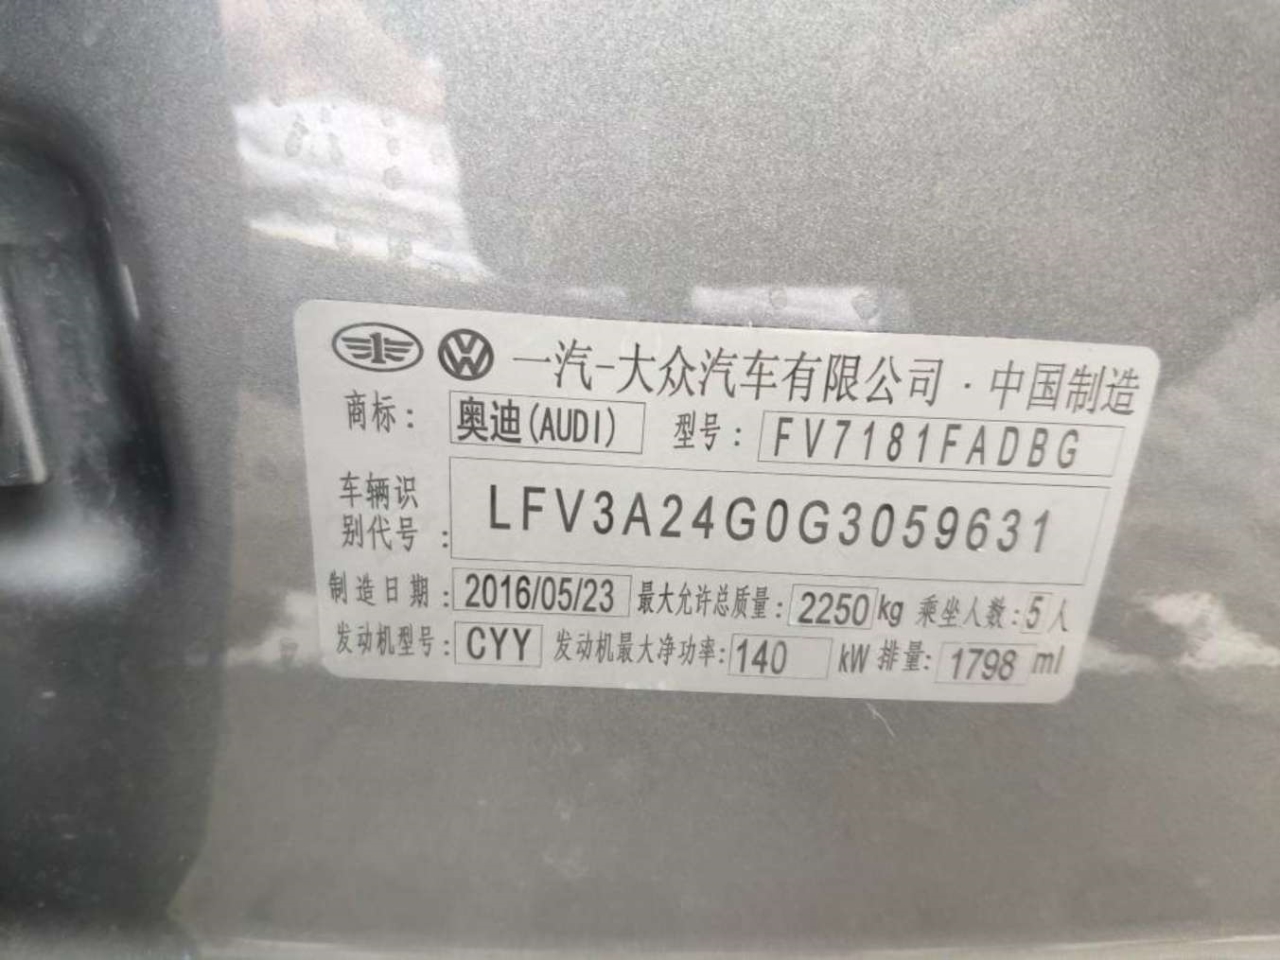 一汽-大众汽车有限公司·中国制造
商标: 奥迪(AUDI) 型号: FV7181FADBG
车辆识
别代号: LFV3A24G0G3059631
制造日期: 2016/05/23 最大允许总质量: 2250kg 乘坐人数: 5人
发动机型号: CYY 发动机最大净功率: 140 kW 排量: 1798 ml